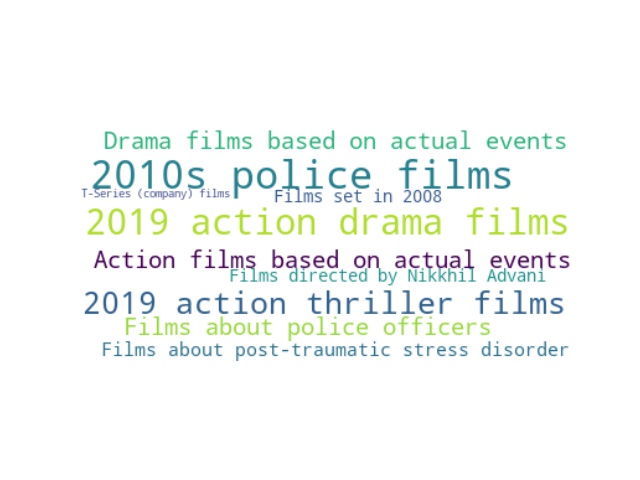 Drama films based on actual events
2010s police films
T-Series (company) films
Films set in 2008
2019 action drama films
Action films based on actual events
Films directed by Nikkhil Advani
2019 action thriller films
Films about police officers
Films about post-traumatic stress disorder